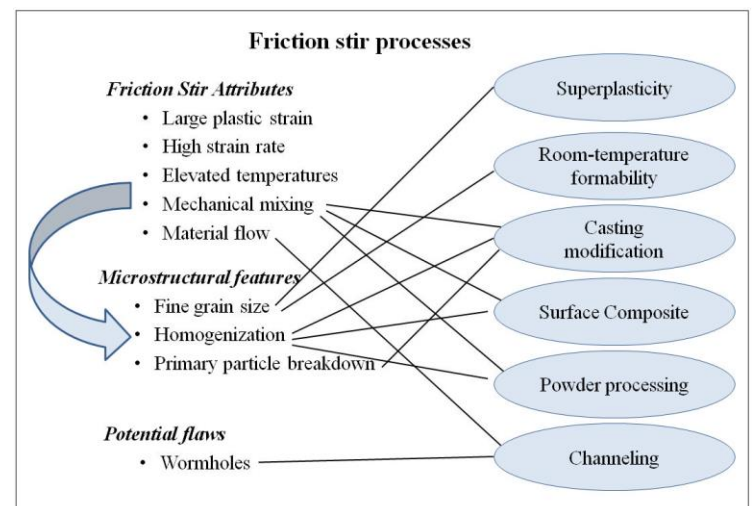 Friction stir processes
Friction Stir Attributes
• Large plastic strain
• High strain rate
• Elevated temperatures
• Mechanical mixing
• Material flow
Microstructural features
• Fine grain size
• Homogenization
• Primary particle breakdown
Potential flaws
• Wormholes
Superplasticity
Room-temperature
formability
Casting
modification
Surface Composite
Powder processing
Channeling